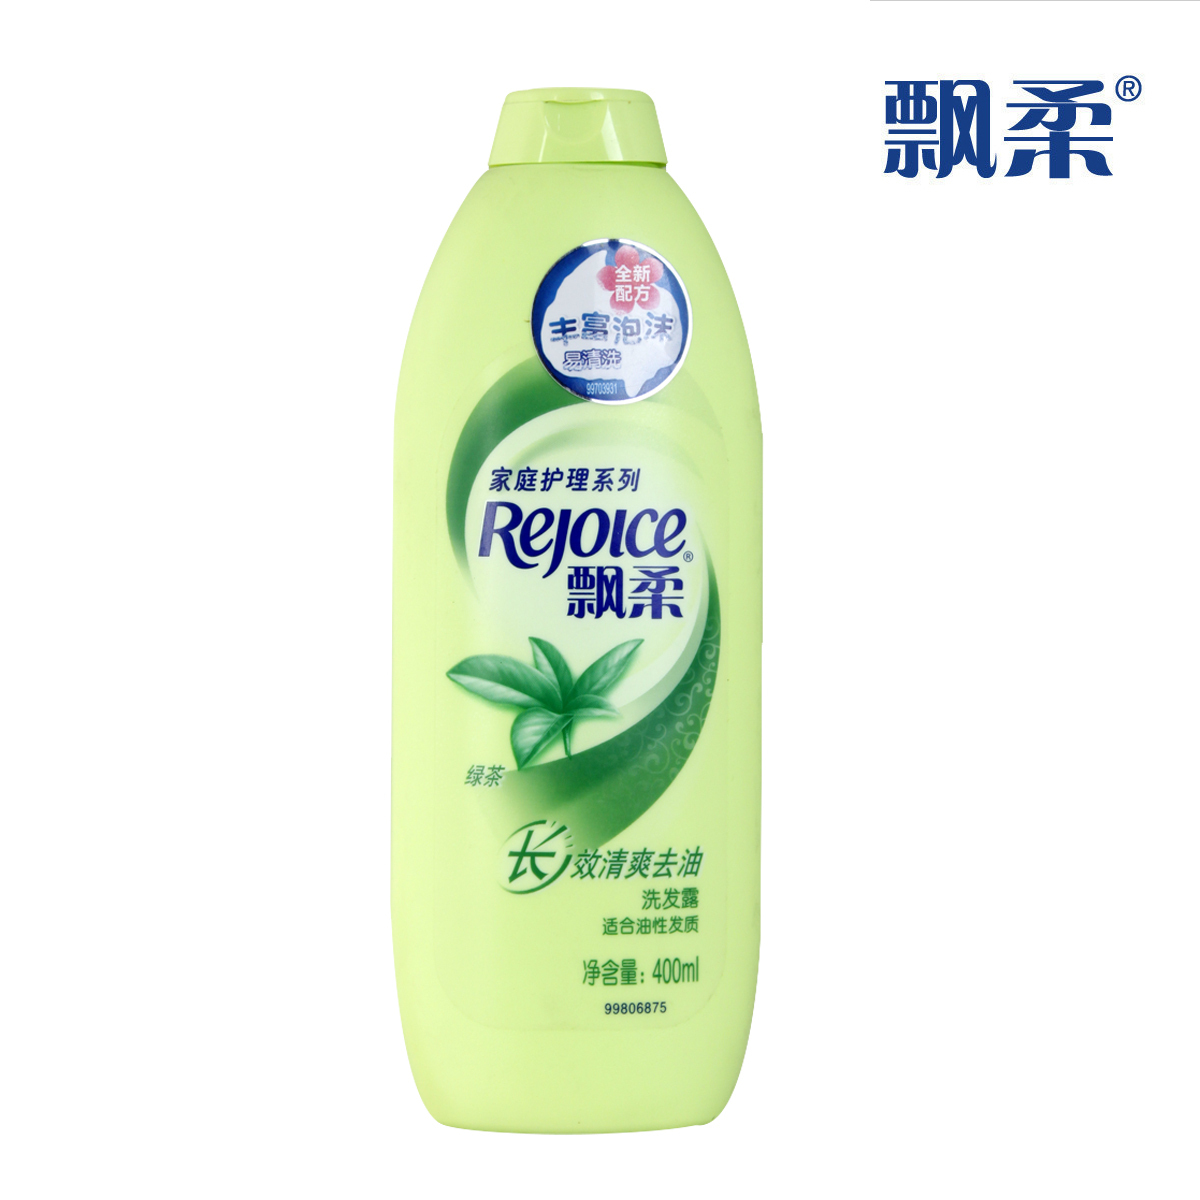 飘柔®
全新
配方
丰富泡沫
易清洗
99703931
家庭护理系列
Rejoice®
飘柔
绿茶
长效清爽去油
洗发露
适合油性发质
净含量：400ml
99806875